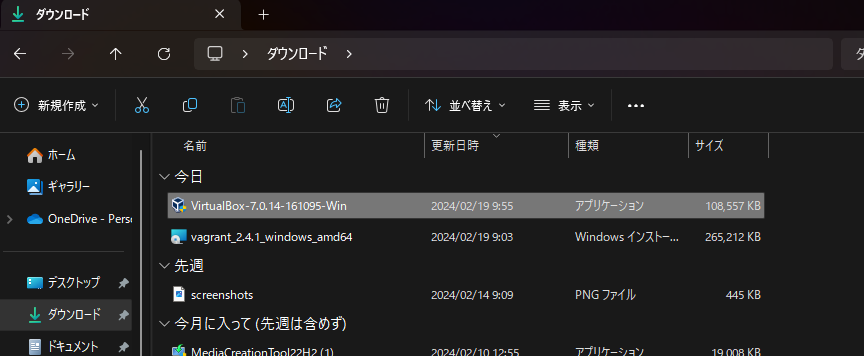 ダウンロード
ダウンロード
新規作成 並べ替え 表示
名前 更新日時 種類 サイズ
ホーム
ギャラリー
OneDrive - Perso
デスクトップ
ダウンロード
ドキュメント
今日
VirtualBox-7.0.14-161095-Win 2024/02/19 9:55 アプリケーション 108,557 KB
vagrant_2.4.1_windows_amd64 2024/02/19 9:03 Windows インストー... 265,212 KB
先週
screenshots 2024/02/14 9:09 PNG ファイル 445 KB
今月に入って (先週は含めず)
MediaCreationTool22H2 (1) 2024/02/10 12:55 アプリケーション 19,008 KB